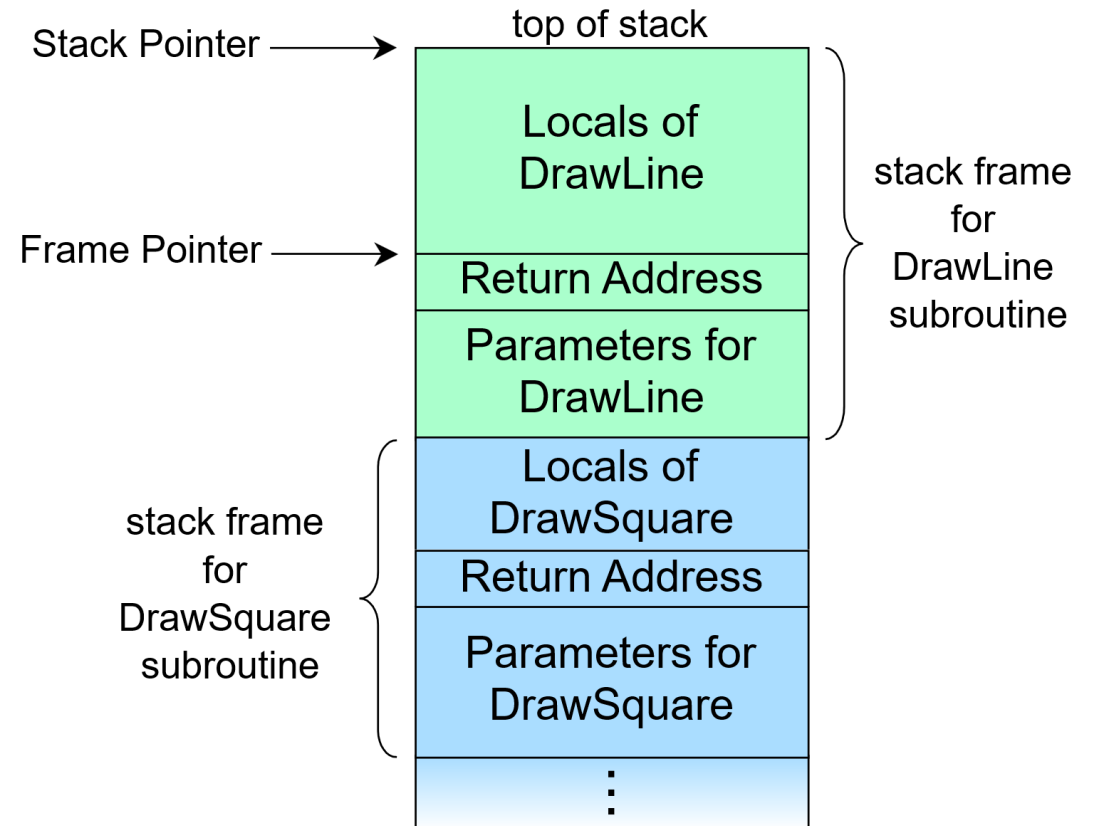 top of stack
Stack Pointer
Locals of
DrawLine
stack frame
for
DrawLine
subroutine
Frame Pointer
Return Address
Parameters for
DrawLine
Locals of
DrawSquare
stack frame
for
DrawSquare
subroutine
Return Address
Parameters for
DrawSquare
⋮